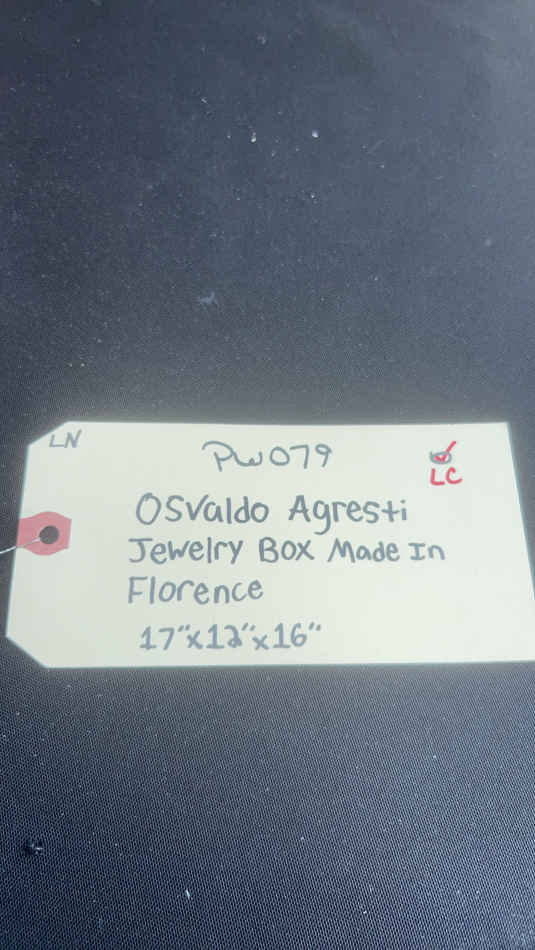 LN
PW079
LC
Osvaldo Agresti
Jewelry Box Made In
Florence
17"x12"x16"